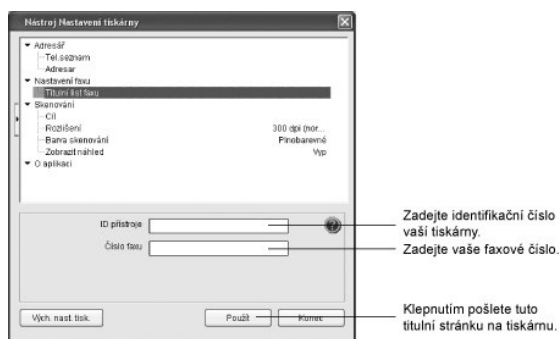 Nástroj Nastavení tiskárny
Adresář
Tel.seznam
Adresar
Nastavení faxu
Titulní list faxu
Skenování
Cíl
Rozlišení 300 dpi (nor...
Barva skenování Plnobarevné
Zobrazit náhled Vyp
O aplikaci
ID přístroje
Číslo faxu
Zadejte identifikační číslo
vaší tiskárny.
Zadejte vaše faxové číslo.
Vých. nast. tisk.
Použít
Konec
Klepnutím pošlete tuto
titulní stránku na tiskárnu.